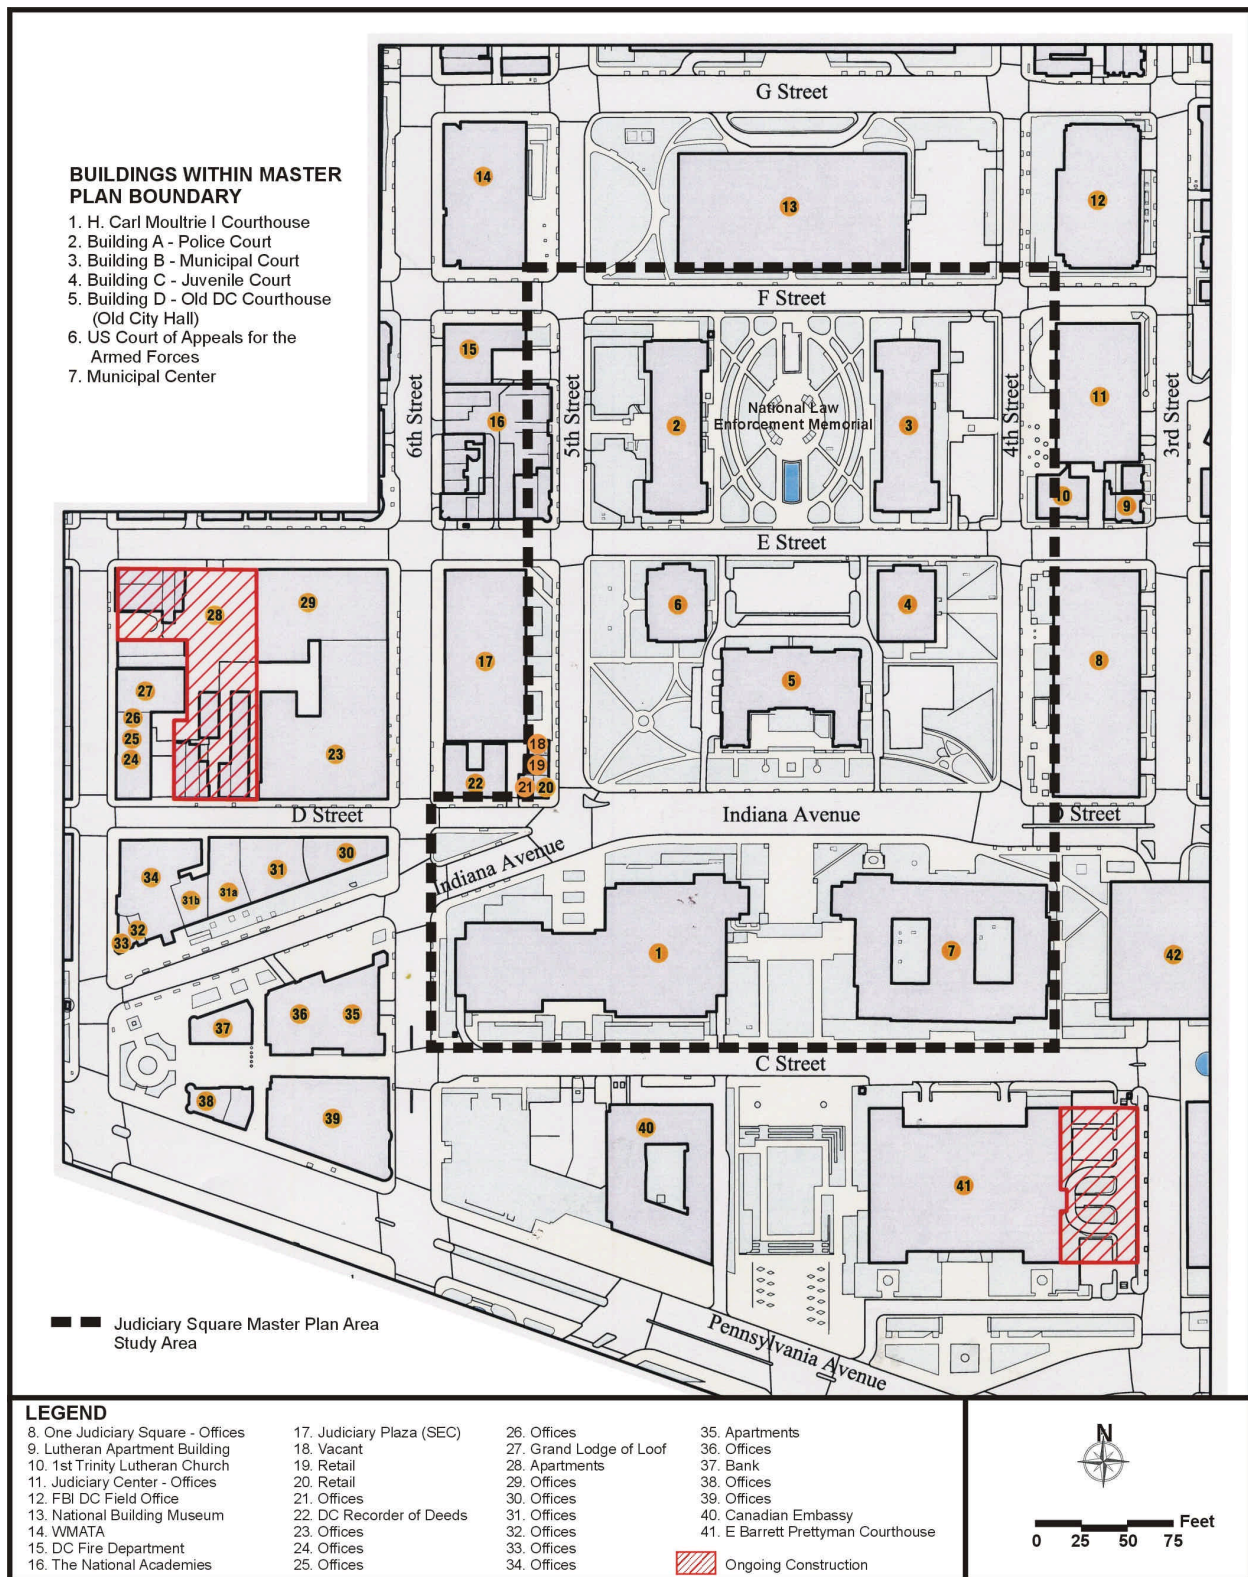 BUILDINGS WITHIN MASTER
PLAN BOUNDARY
1. H. Carl Moultrie I Courthouse
2. Building A - Police Court
3. Building B - Municipal Court
4. Building C - Juvenile Court
5. Building D - Old DC Courthouse
(Old City Hall)
6. US Court of Appeals for the
Armed Forces
7. Municipal Center
G Street
14
13
12
F Street
15
16
6th Street
5th Street
2
National Law
Enforcement Memorial
3
4th Street
11
3rd Street
10
9
E Street
28
29
17
6
4
5
8
27
26
25
24
23
22
18
19
21
20
D Street
Indiana Avenue
D Street
Indiana Avenue
34
31b
31a
31
30
32
33
1
7
42
37
36
35
C Street
38
39
40
41
Pennsylvania Avenue
Judiciary Square Master Plan Area
Study Area
LEGEND
8. One Judiciary Square - Offices
9. Lutheran Apartment Building
10. 1st Trinity Lutheran Church
11. Judiciary Center - Offices
12. FBI DC Field Office
13. National Building Museum
14. WMATA
15. DC Fire Department
16. The National Academies
17. Judiciary Plaza (SEC)
18. Vacant
19. Retail
20. Retail
21. Offices
22. DC Recorder of Deeds
23. Offices
24. Offices
25. Offices
26. Offices
27. Grand Lodge of Loof
28. Apartments
29. Offices
30. Offices
31. Offices
32. Offices
33. Offices
34. Offices
35. Apartments
36. Offices
37. Bank
38. Offices
39. Offices
40. Canadian Embassy
41. E Barrett Prettyman Courthouse
Ongoing Construction
N
Feet
0 25 50 75